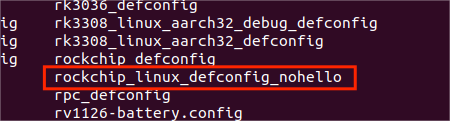 rk3036_defconfig
ig rk3308_linux_aarch32_debug_defconfig
ig rk3308_linux_aarch32_defconfig
ig rockchip_defconfig
rockchip_linux_defconfig_nohello
rpc_defconfig
rv1126-battery.config